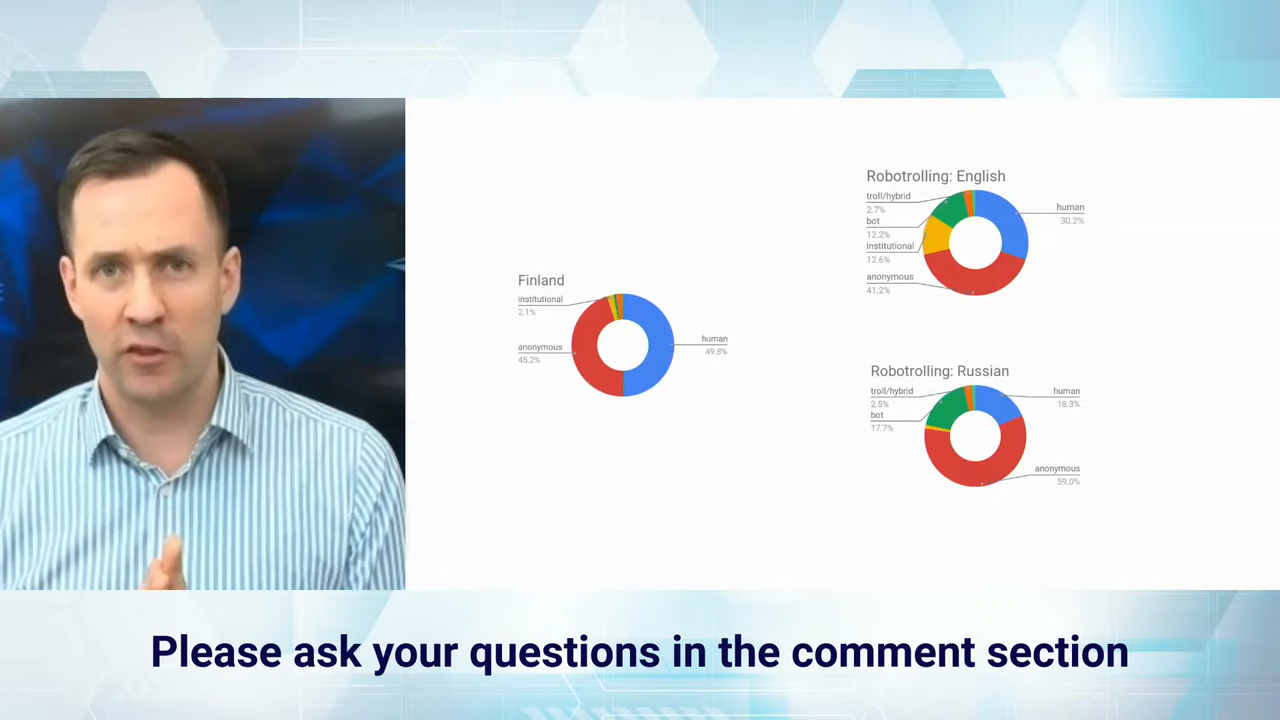 Finland
institutional
2.1%
anonymous
45.2%
human
49.8%
Robotrolling: English
troll/hybrid
2.7%
bot
12.2%
institutional
12.6%
anonymous
41.2%
human
30.2%
Robotrolling: Russian
troll/hybrid
2.5%
bot
17.7%
human
18.3%
anonymous
59.0%
Please ask your questions in the comment section